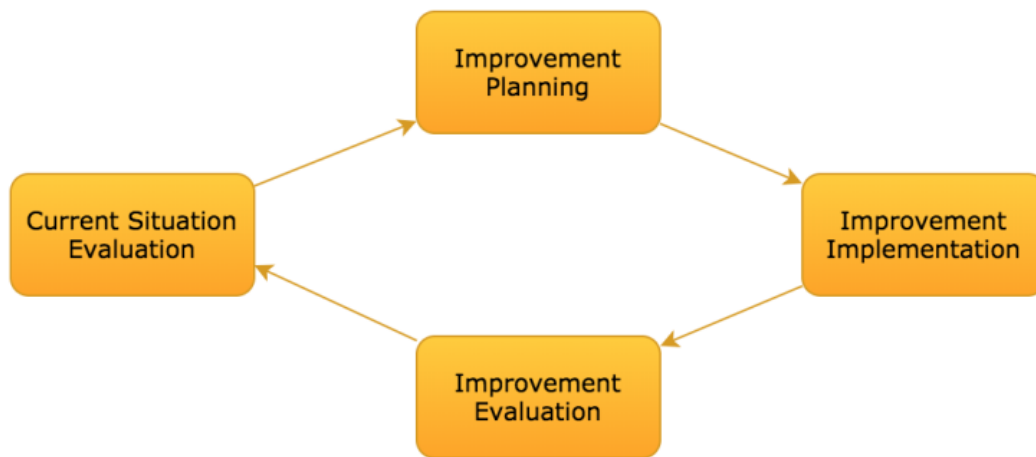 Improvement
Planning
Current Situation
Evaluation
Improvement
Implementation
Improvement
Evaluation